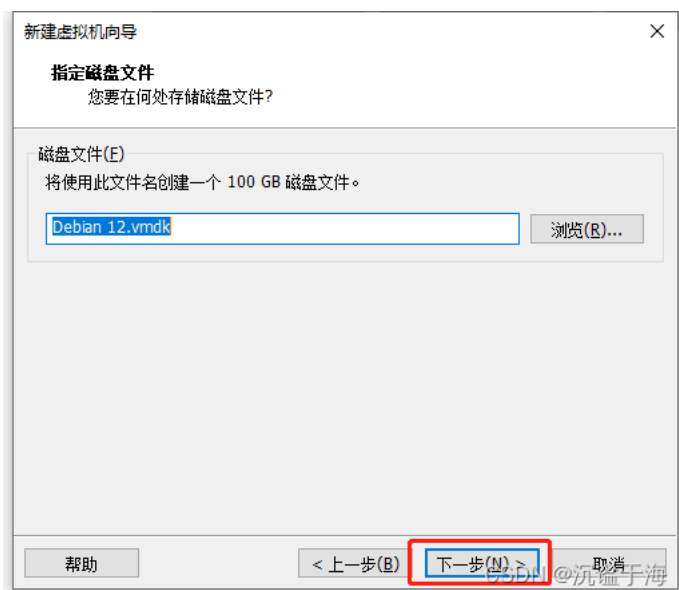 新建虚拟机向导
指定磁盘文件
您要在何处存储磁盘文件?
磁盘文件(F)
将使用此文件名创建一个 100 GB 磁盘文件。
Debian 12.vmdk
浏览(R)...
帮助
< 上一步(B)
下一步(N) >
取消
CSDN @沉谧于海